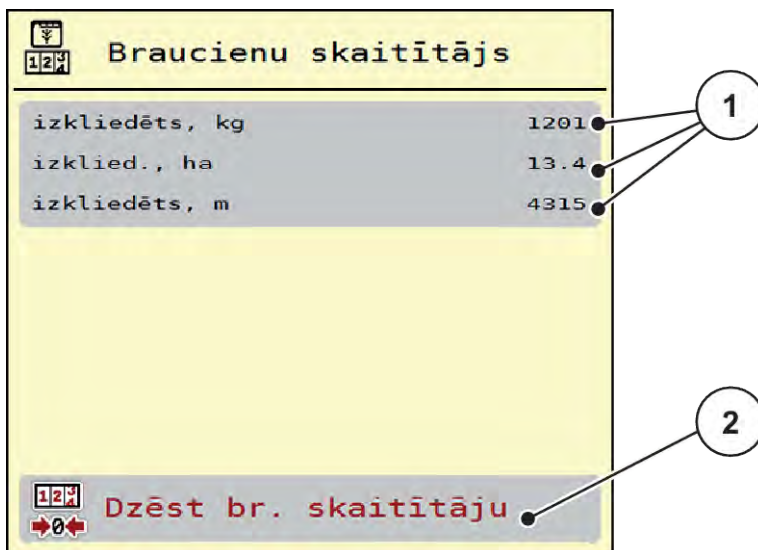 Braucienu skaitītājs
izkliedēts, kg 1201
izklied., ha 13.4
izkliedēts, m 4315
Dzēst br. skaitītāju
1
2